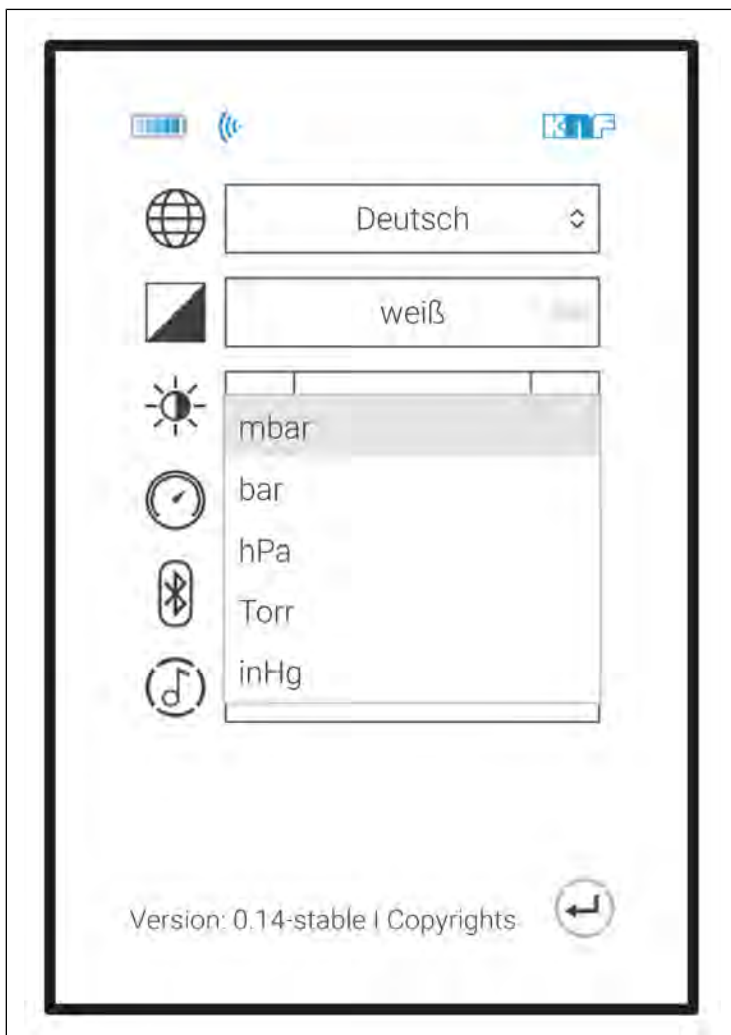 KNF
Deutsch
weiß
mbar
bar
hPa
Torr
inHg
Version: 0.14-stable | Copyrights